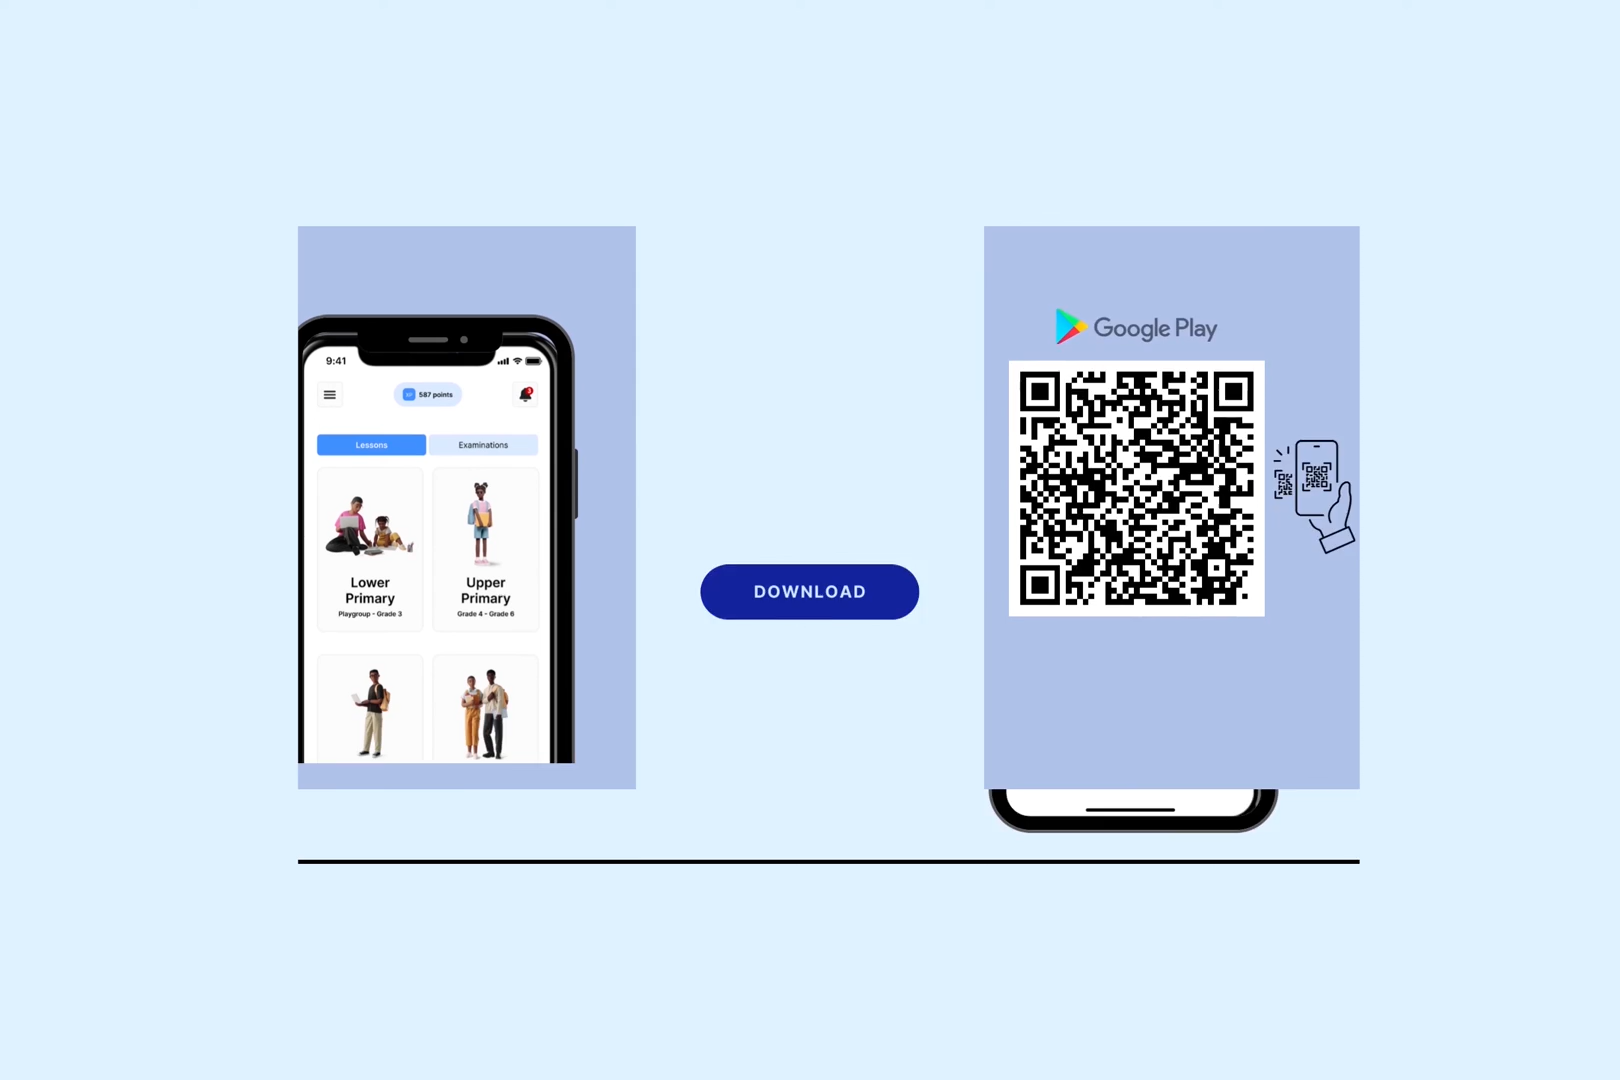 9:41
587 points
3
Lessons
Examinations
Lower
Primary
Playgroup - Grade 3
Upper
Primary
Grade 4 - Grade 6
DOWNLOAD
Google Play